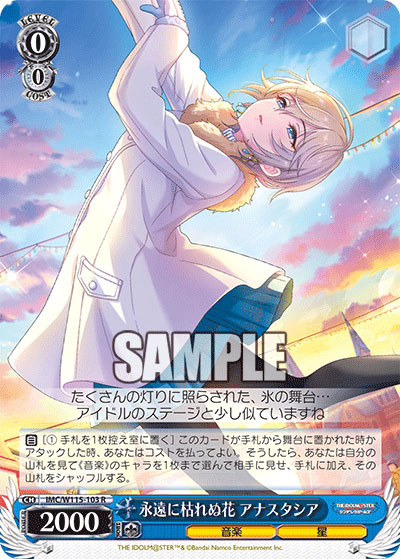 LEVEL
0
0
COST
SAMPLE
たくさんの灯りに照らされた、氷の舞台…
アイドルのステージと少し似ていますね
自 [① 手札を1枚控え室に置く] このカードが手札から舞台に置かれた時か
アタックした時、あなたはコストを払ってよい。そうしたら、あなたは自分の
山札を見て《音楽》のキャラを1枚まで選んで相手に見せ、手札に加え、その
山札をシャッフルする。
CH IMC/W115-103 R
2000
永遠に枯れぬ花 アナスタシア
音楽
星
THE IDOLM@STER™& ©Bandai Namco Entertainment Inc.